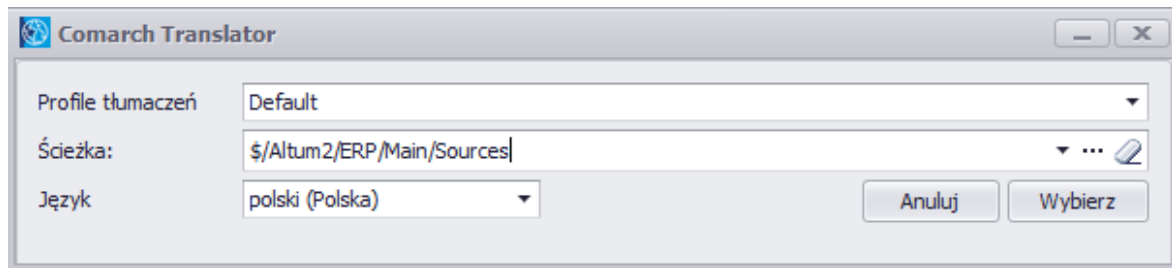 Comarch Translator
Profile tłumaczeń Default
Ścieżka: $/Altum2/ERP/Main/Sources
Język polski (Polska) Anuluj Wybierz